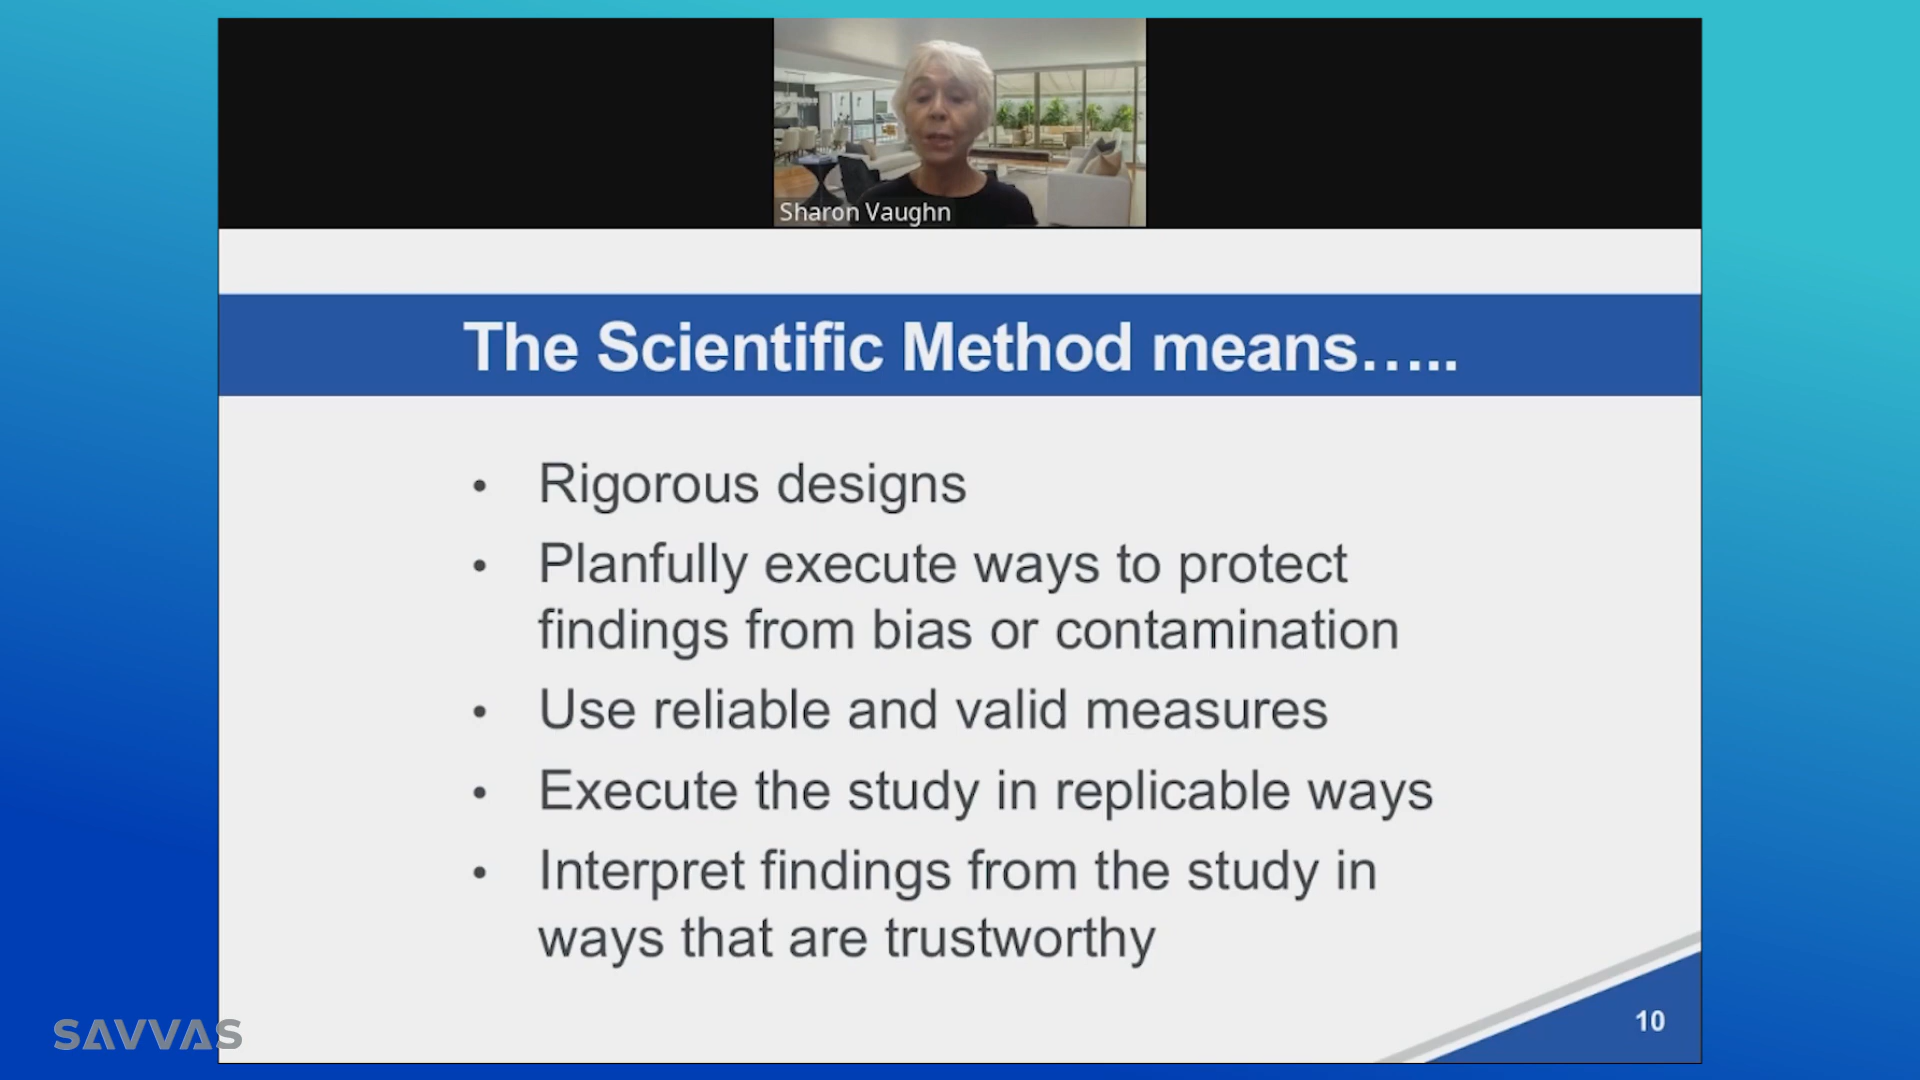 Sharon Vaughn
The Scientific Method means…..
• Rigorous designs
• Planfully execute ways to protect
findings from bias or contamination
• Use reliable and valid measures
• Execute the study in replicable ways
• Interpret findings from the study in
ways that are trustworthy
SAVVAS
10